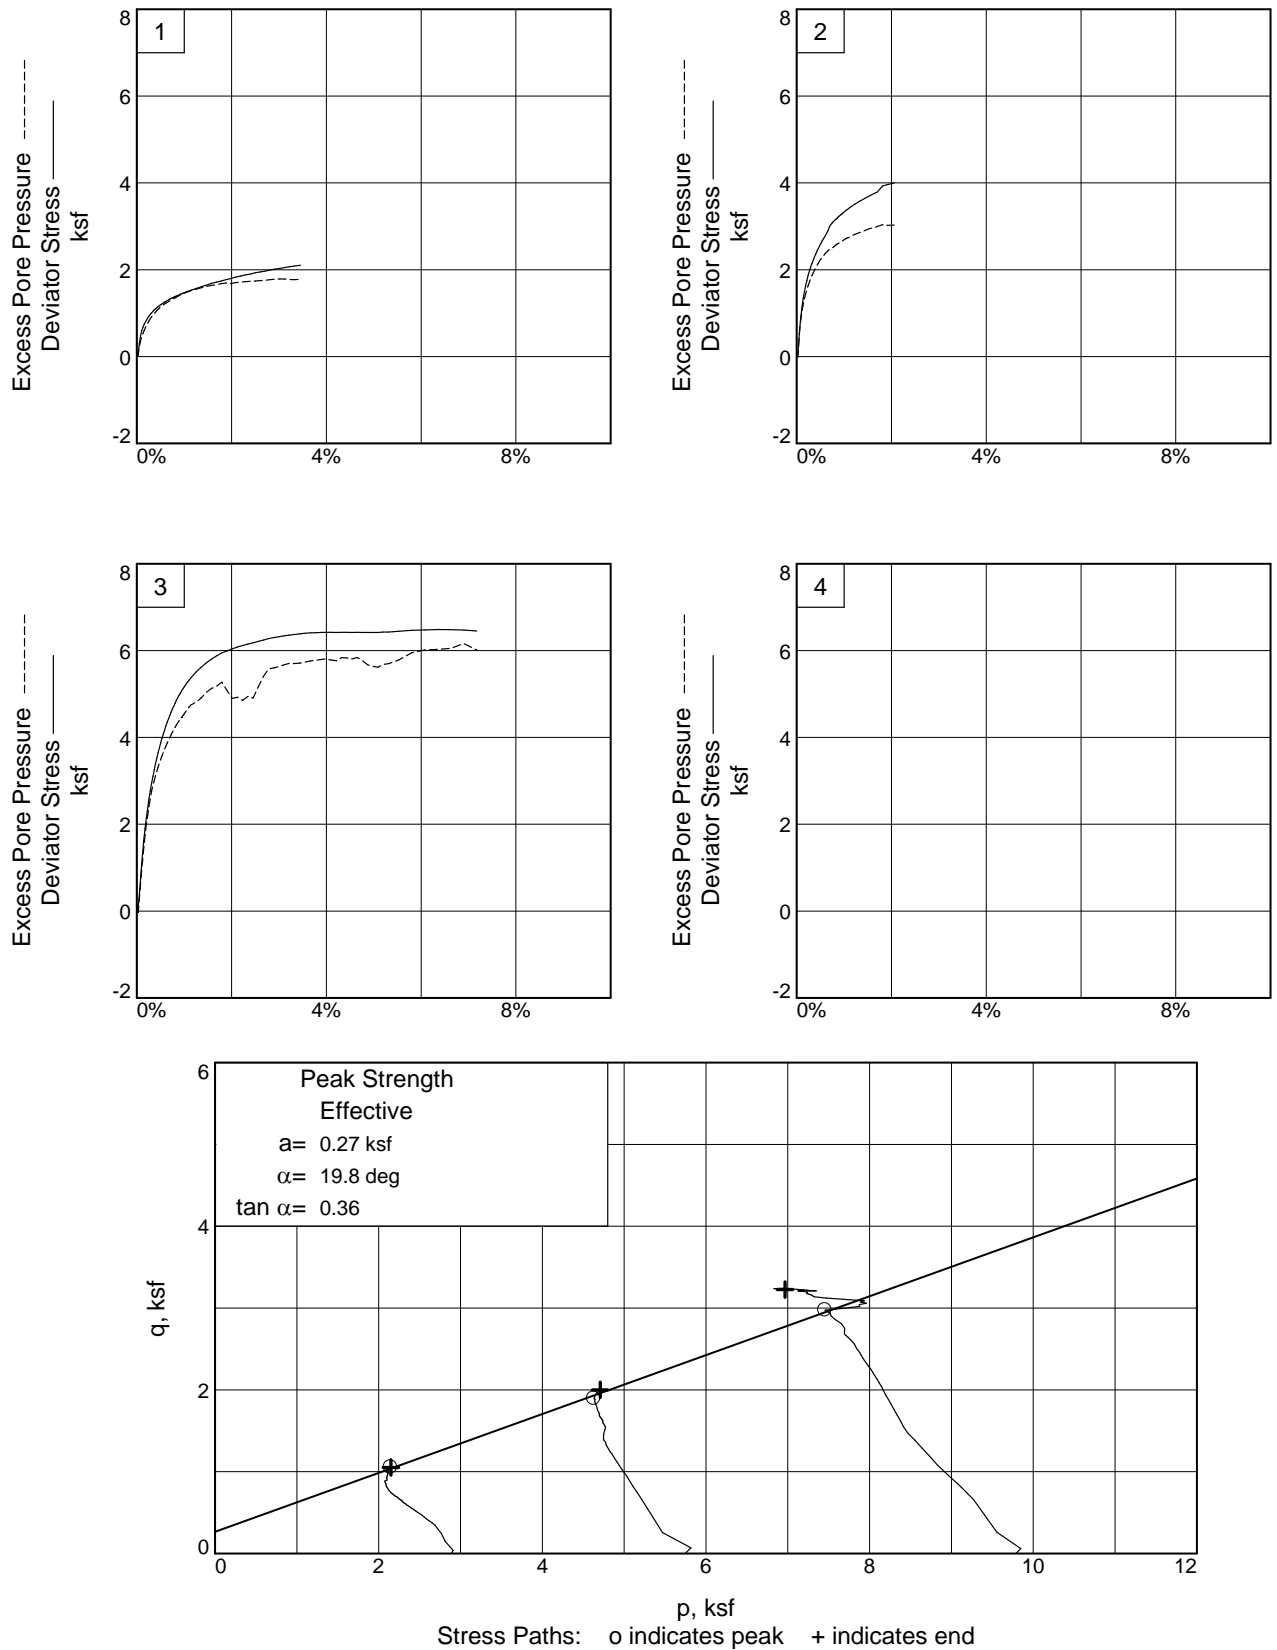 1
8
6
4
2
0
-2
0%
4%
8%
Excess Pore Pressure
Deviator Stress
ksf
2
8
6
4
2
0
-2
0%
4%
8%
Excess Pore Pressure
Deviator Stress
ksf
3
8
6
4
2
0
-2
0%
4%
8%
Excess Pore Pressure
Deviator Stress
ksf
4
8
6
4
2
0
-2
0%
4%
8%
Excess Pore Pressure
Deviator Stress
ksf
Peak Strength
Effective
a= 0.27 ksf
α= 19.8 deg
tan α= 0.36
6
4
2
0
q, ksf
0
2
4
6
8
10
12
p, ksf
Stress Paths: o indicates peak + indicates end